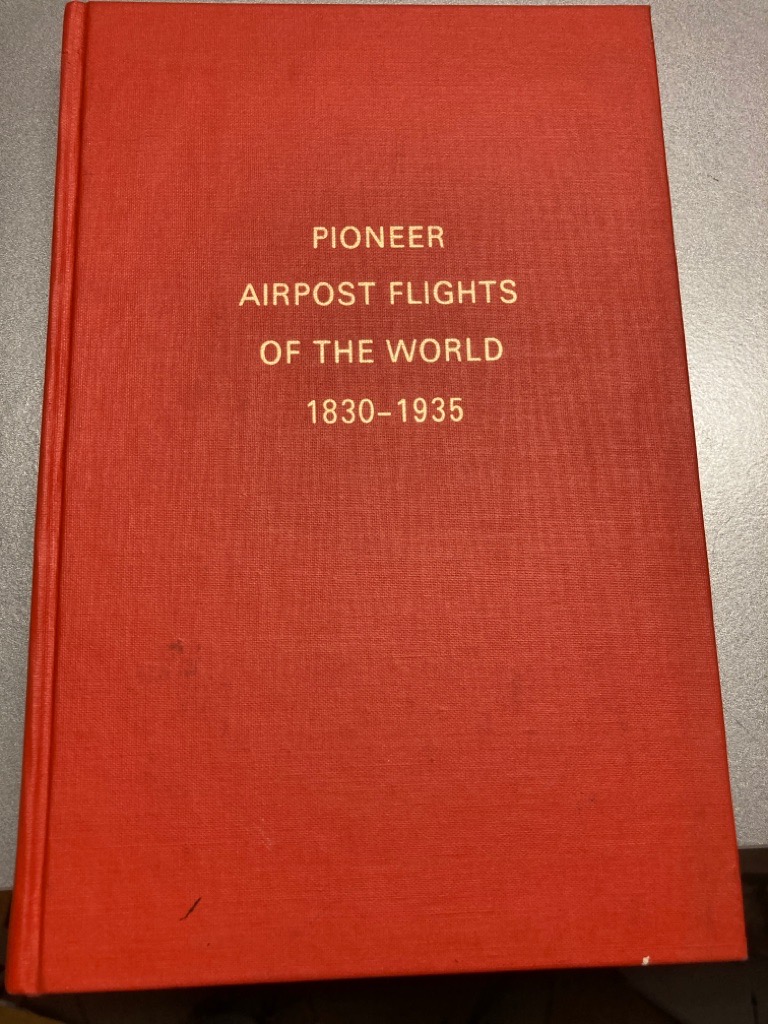 PIONEER
AIRPOST FLIGHTS
OF THE WORLD
1830–1935